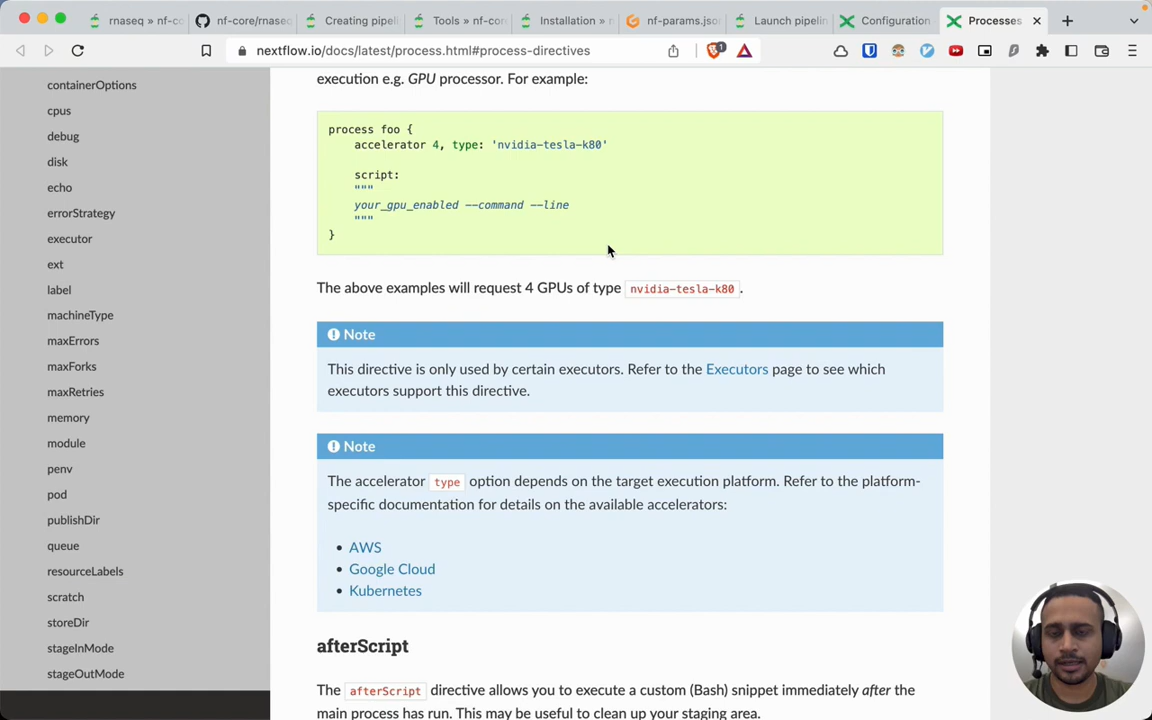 rnaseq » nf-co
nf-core/rnase
Creating pipel
Tools » nf-con
Installation » n
nf-params.jso
Launch pipelin
Configuration
Processes
nextflow.io/docs/latest/process.html#process-directives
1
containerOptions
cpus
debug
disk
echo
errorStrategy
executor
ext
label
machineType
maxErrors
maxForks
maxRetries
memory
module
penv
pod
publishDir
queue
resourceLabels
scratch
storeDir
stageInMode
stageOutMode
execution e.g. GPU processor. For example:
process foo {
accelerator 4, type: 'nvidia-tesla-k80'
script:
"""
your_gpu_enabled --command --line
"""
}
The above examples will request 4 GPUs of type nvidia-tesla-k80 .
Note
This directive is only used by certain executors. Refer to the Executors page to see which
executors support this directive.
Note
The accelerator type option depends on the target execution platform. Refer to the platform-
specific documentation for details on the available accelerators:
• AWS
• Google Cloud
• Kubernetes
afterScript
The afterScript directive allows you to execute a custom (Bash) snippet immediately after the
main process has run. This may be useful to clean up your staging area.